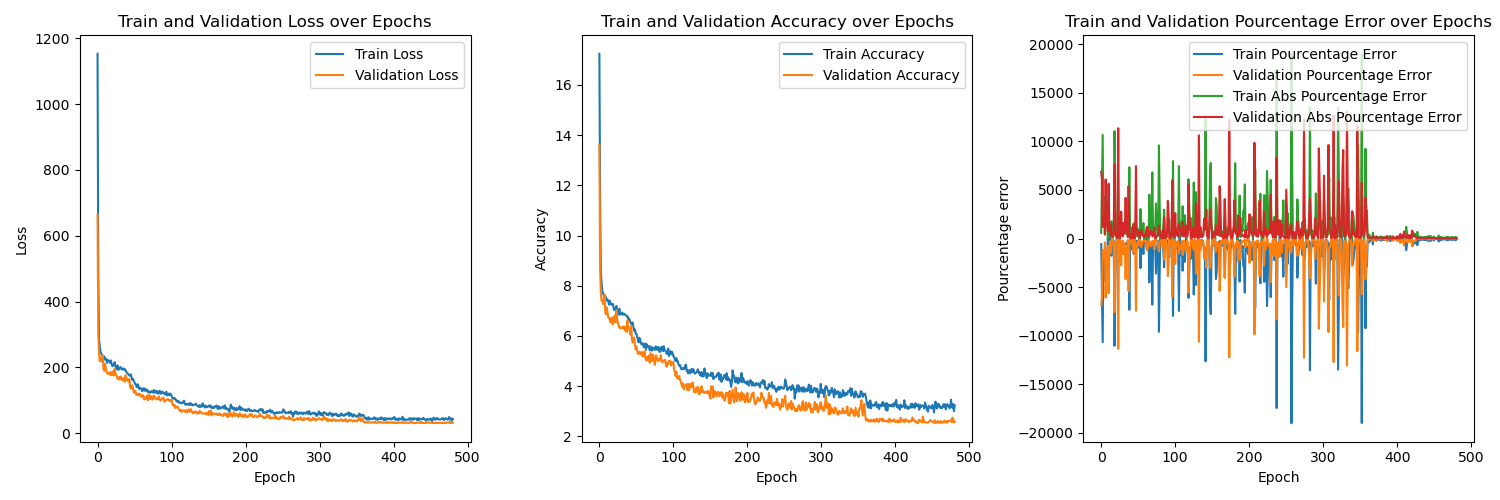 Train and Validation Loss over Epochs
Train Loss
Validation Loss
1200
1000
800
600
400
200
0
Loss
0 100 200 300 400 500
Epoch
Train and Validation Accuracy over Epochs
Train Accuracy
Validation Accuracy
16
14
12
10
8
6
4
2
Accuracy
0 100 200 300 400 500
Epoch
Train and Validation Pourcentage Error over Epochs
Train Pourcentage Error
Validation Pourcentage Error
Train Abs Pourcentage Error
Validation Abs Pourcentage Error
20000
15000
10000
5000
0
−5000
−10000
−15000
−20000
Pourcentage error
0 100 200 300 400 500
Epoch